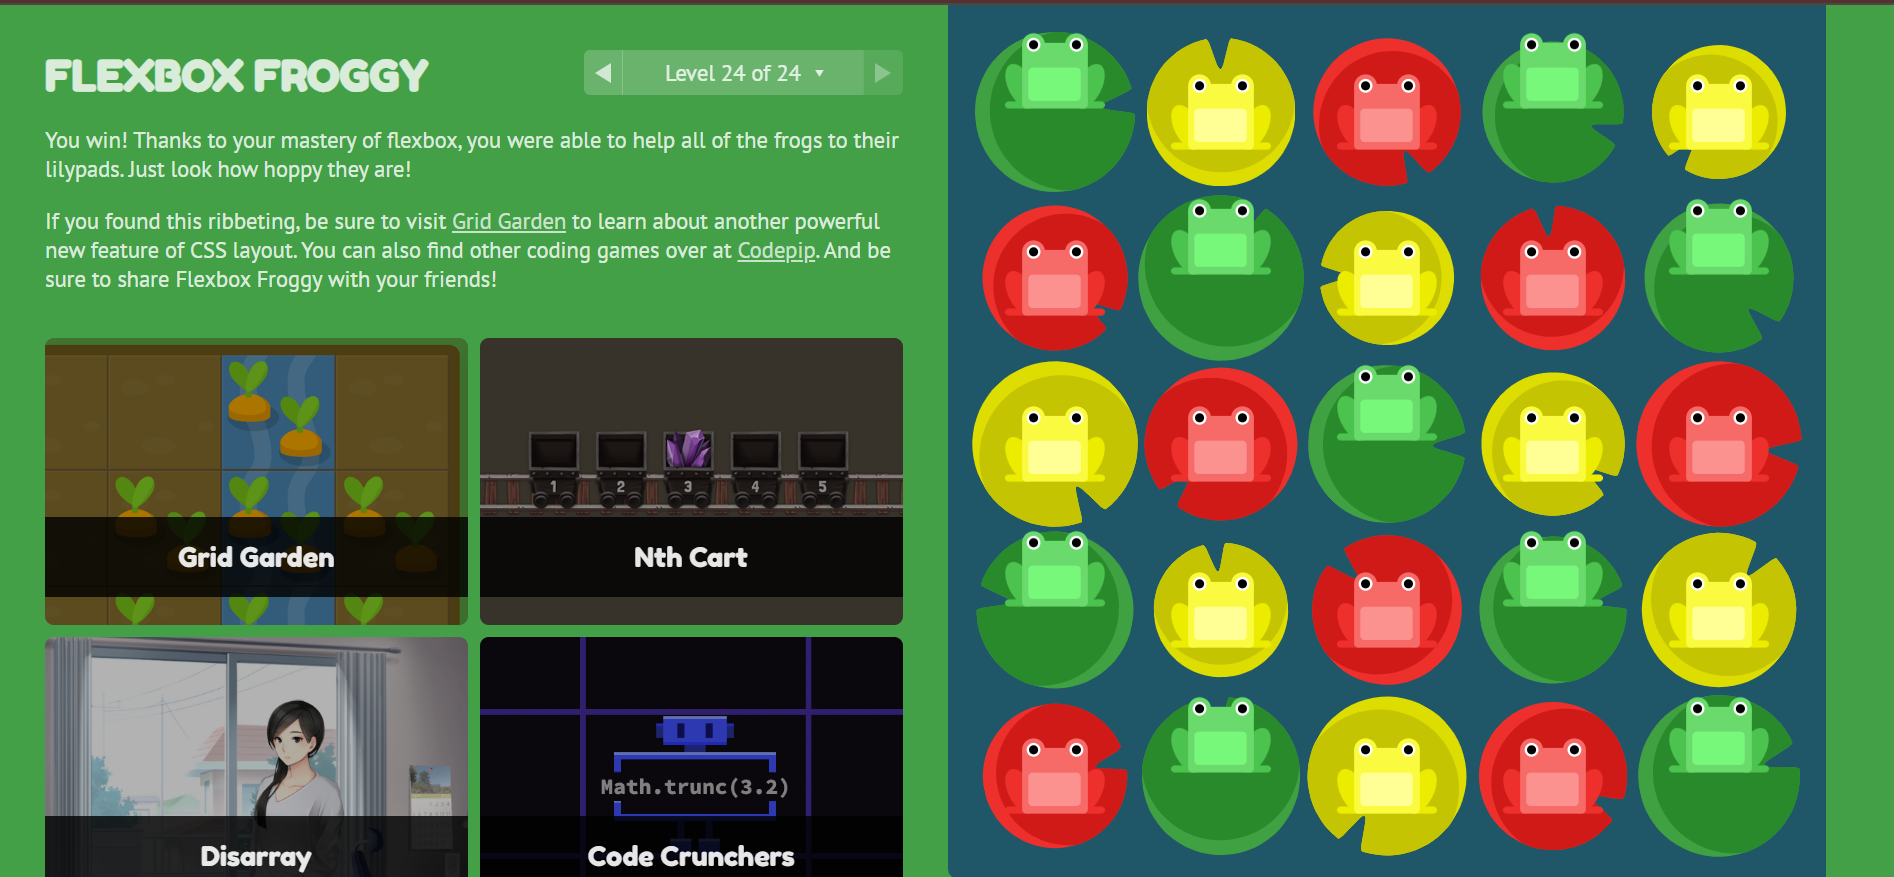 FLEXBOX FROGGY
Level 24 of 24
You win! Thanks to your mastery of flexbox, you were able to help all of the frogs to their
lilypads. Just look how hoppy they are!
If you found this ribbeting, be sure to visit Grid Garden to learn about another powerful
new feature of CSS layout. You can also find other coding games over at Codepip. And be
sure to share Flexbox Froggy with your friends!
1 2 3 4 5
Grid Garden
Nth Cart
Math.trunc(3.2)
Disarray
Code Crunchers